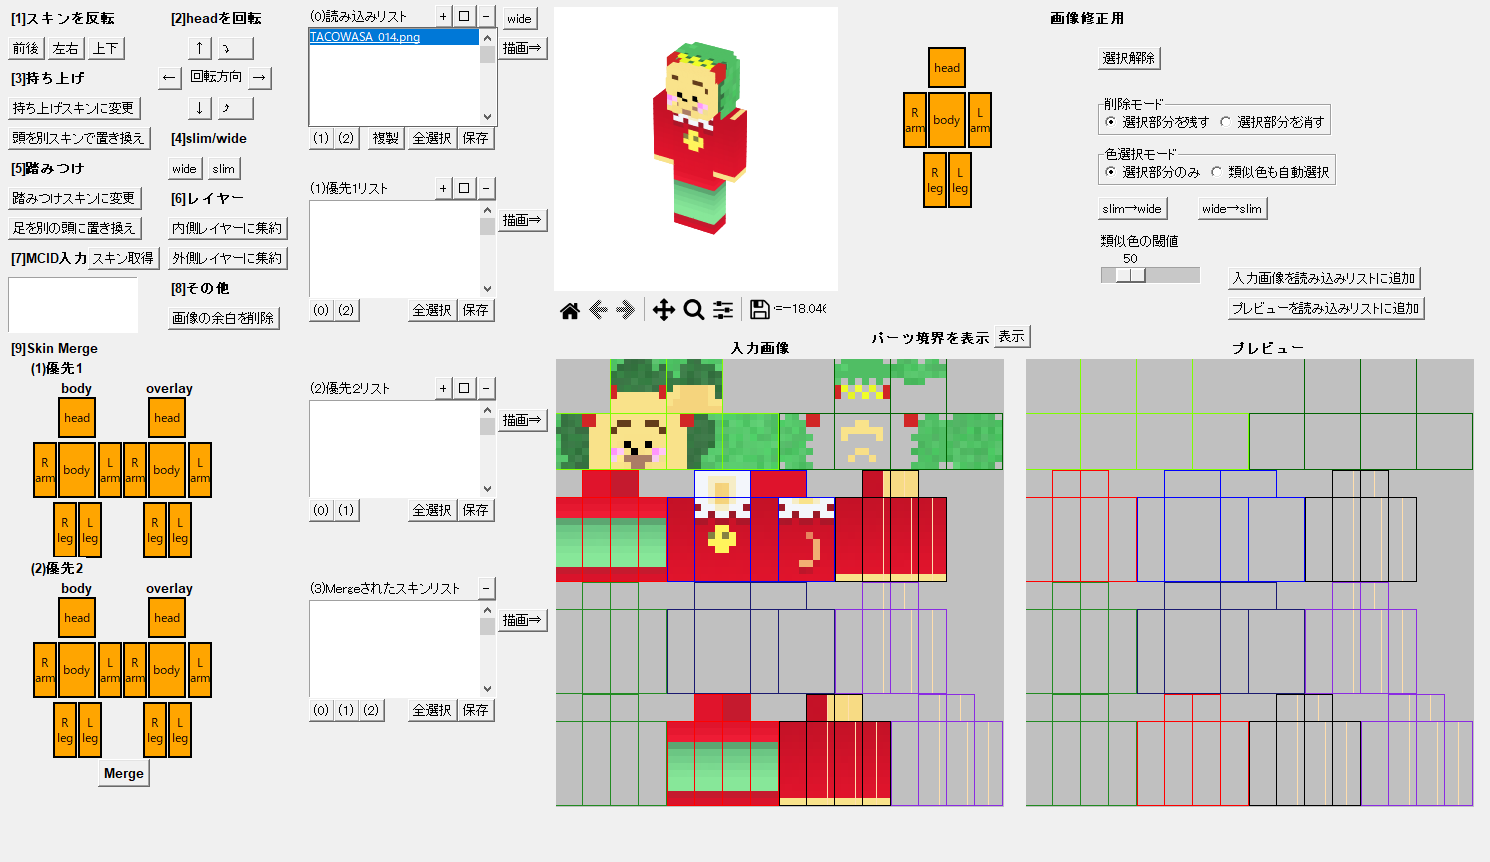 [1]スキンを反転
前後 左右 上下
[3]持ち上げ
持ち上げスキンに変更
頭を別スキンで置き換え
[5]踏みつけ
踏みつけスキンに変更
足を別の頭に置き換え
[7]MCID入力 スキン取得
[2]headを回転
↑
← 回転方向 →
↓
[4]slim/wide
wide slim
[6]レイヤー
内側レイヤーに集約
外側レイヤーに集約
[8]その他
画像の余白を削除
[9]Skin Merge
(1)優先1
body overlay
head head
R arm body L arm R arm body L arm
R leg L leg R leg L leg
(2)優先2
body overlay
head head
R arm body L arm R arm body L arm
R leg L leg R leg L leg
Merge
(0)読み込みリスト + □ - wide
TACOWASA_014.png
描画⇒
(1) (2) 複製 全選択 保存
(1)優先1リスト + □ -
描画⇒
(0) (2) 全選択 保存
(2)優先2リスト + □ -
描画⇒
(0) (1) 全選択 保存
(3)Mergeされたスキンリスト -
描画⇒
(0) (1) (2) 全選択 保存
=−18.046
画像修正用
head
R arm body L arm
R leg L leg
選択解除
削除モード
選択部分を残す 選択部分を消す
色選択モード
選択部分のみ 類似色も自動選択
slim→wide wide→slim
類似色の閾値
50
入力画像を読み込みリストに追加
プレビューを読み込みリストに追加
パーツ境界を表示 表示
入力画像
プレビュー